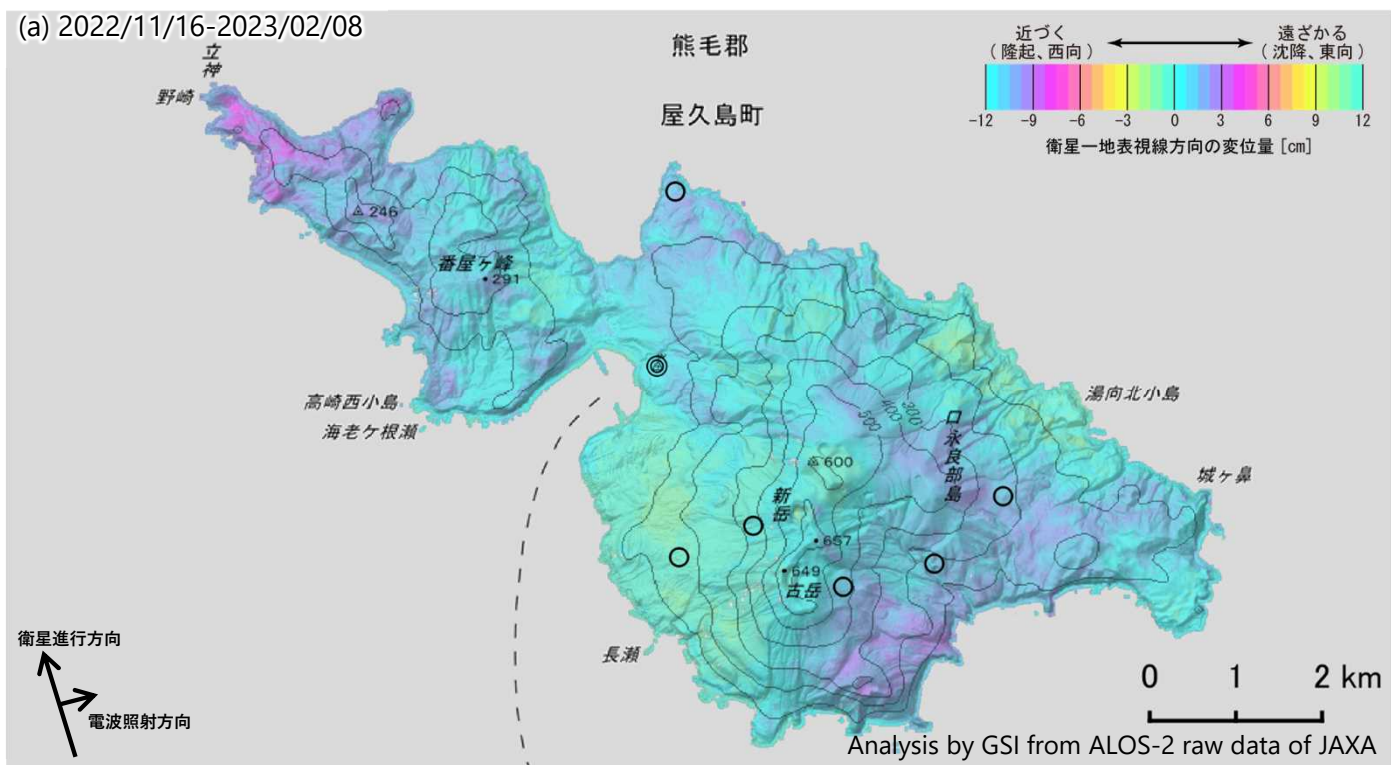 (a) 2022/11/16-2023/02/08
熊毛郡
屋久島町
近づく
(隆起、西向)
遠ざかる
(沈降、東向)
-12 -9 -6 -3 0 3 6 9 12
衛星ー地表視線方向の変位量 [cm]
立神
野崎
246
番屋ヶ峰
291
高崎西小島
海老ケ根瀬
湯向北小島
300
400
500
口永良部島
600
城ヶ鼻
新岳
657
649
古岳
長瀬
衛星進行方向
電波照射方向
0 1 2 km
Analysis by GSI from ALOS-2 raw data of JAXA